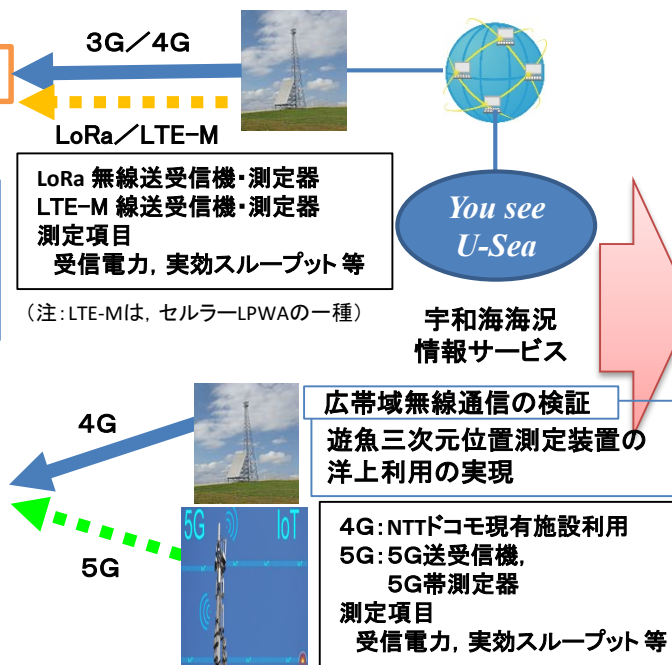 3G／4G
LoRa／LTE-M
LoRa 無線送受信機・測定器
LTE-M 線送受信機・測定器
測定項目
受信電力，実効スループット 等
（注：LTE-Mは，セルラーLPWAの一種）
You see
U-Sea
宇和海海況
情報サービス
4G
5G
5G IoT
広帯域無線通信の検証
遊魚三次元位置測定装置の
洋上利用の実現
4G：NTTドコモ現有施設利用
5G：5G送受信機，
5G帯測定器
測定項目
受信電力，実効スループット 等